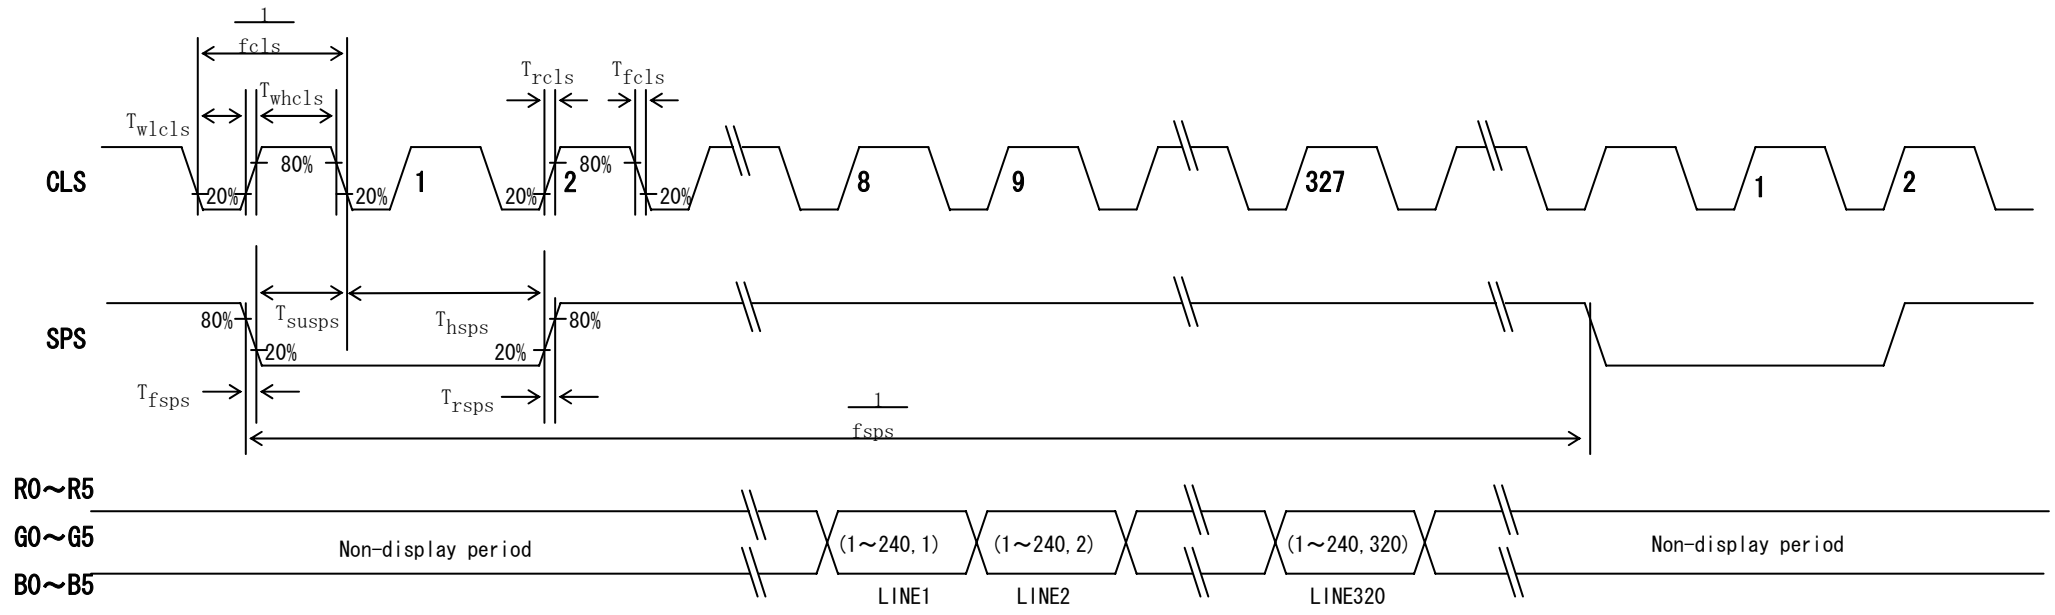 1
fcls
Twhcls
Twlcls
Trcls
Tfcls
CLS
20%
80%
20%
1
20%
2
80%
20%
8
9
327
1
2
SPS
80%
20%
Tsusps
Thsps
20%
80%
Tfsps
Trsps
1
fsps
R0～R5
G0～G5
B0～B5
Non-display period
(1～240,1)
(1～240,2)
(1～240,320)
Non-display period
LINE1
LINE2
LINE320